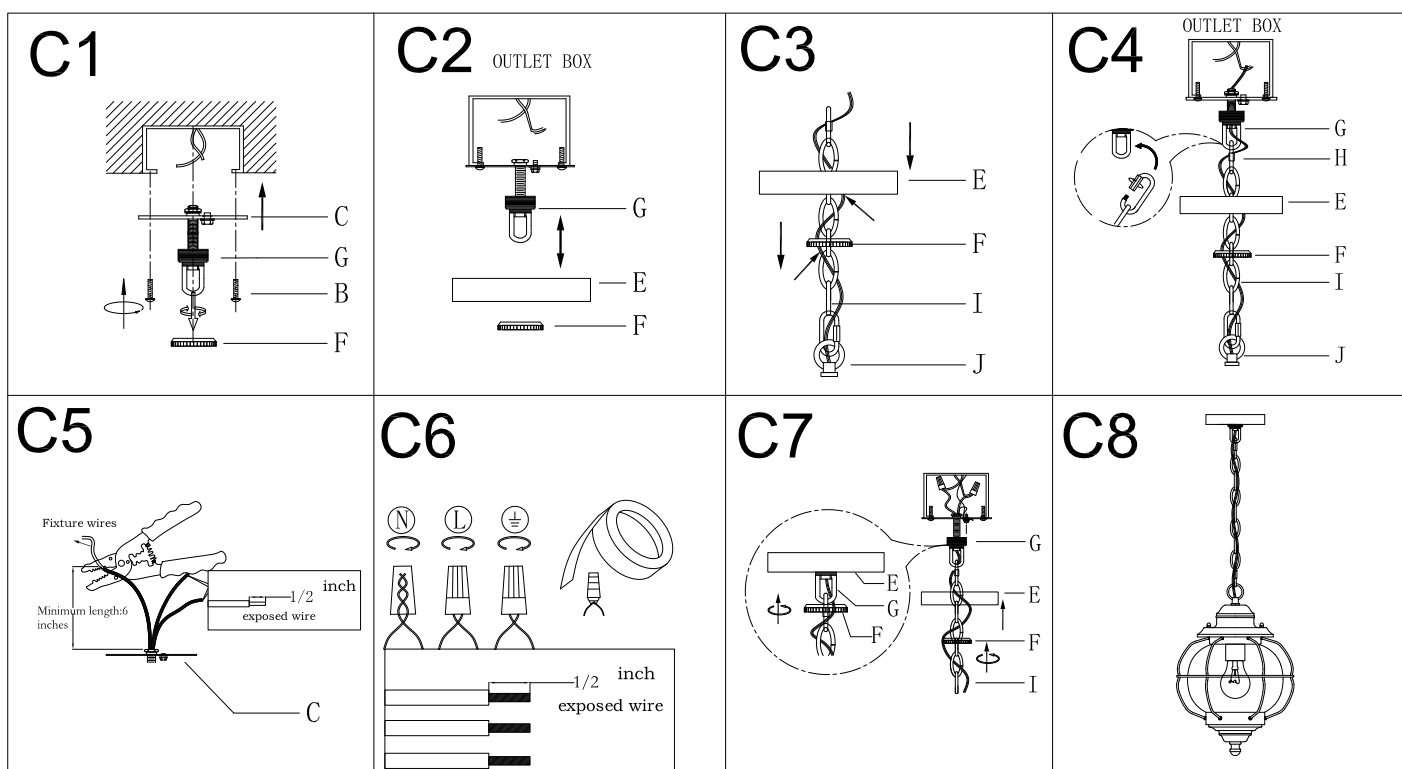 C1
C
G
B
F
C2
OUTLET BOX
G
E
F
C3
E
F
I
J
C4
OUTLET BOX
G
H
E
F
I
J
C5
Fixture wires
Minimum length:6
inches
1/2 inch
exposed wire
C
C6
N L
1/2 inch
exposed wire
C7
E
G
F
G
E
F
I
C8